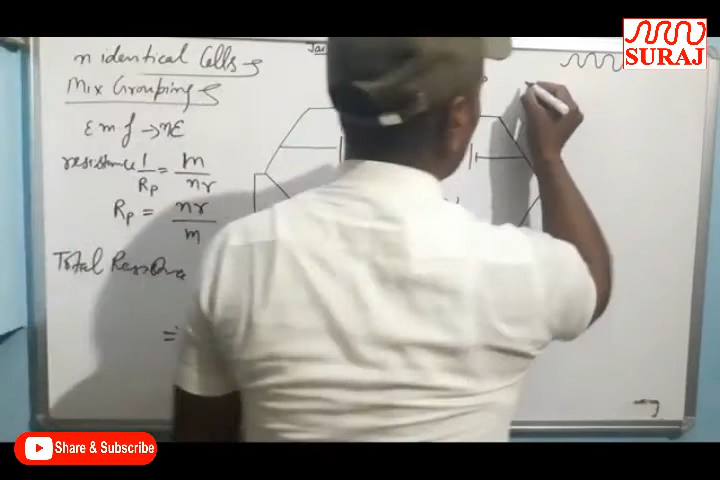 SURAJ
n identical Cells
Mix Grouping
Emf → nE
resistance 1/Rp = m/nr
Rp = nr/m
Total
Share & Subscribe